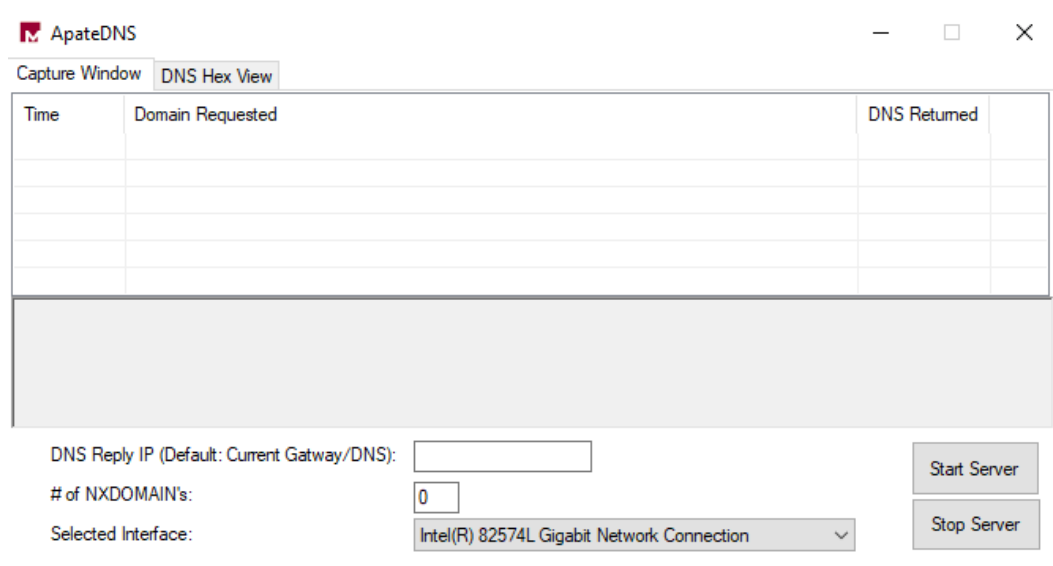 ApateDNS
Capture Window DNS Hex View
Time Domain Requested DNS Returned
DNS Reply IP (Default: Current Gatway/DNS):
Start Server
# of NXDOMAIN's: 0
Selected Interface: Intel(R) 82574L Gigabit Network Connection
Stop Server